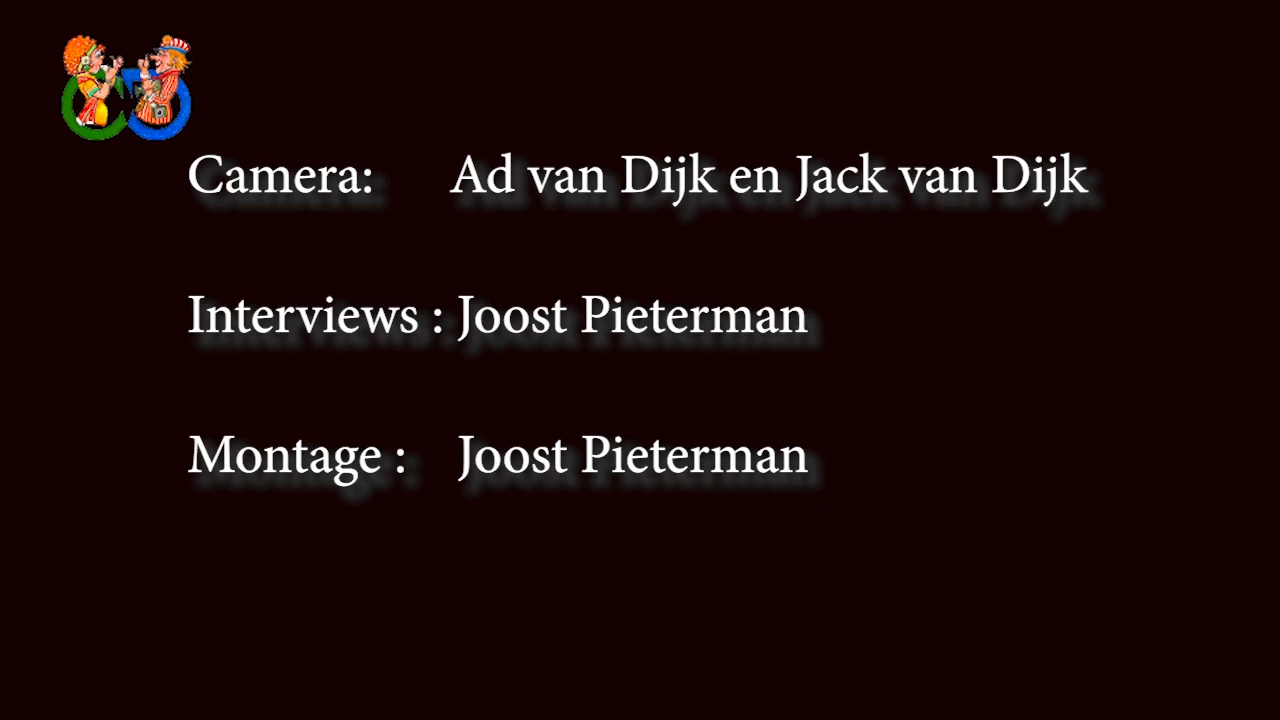 Camera: Ad van Dijk en Jack van Dijk
Interviews : Joost Pieterman
Montage : Joost Pieterman